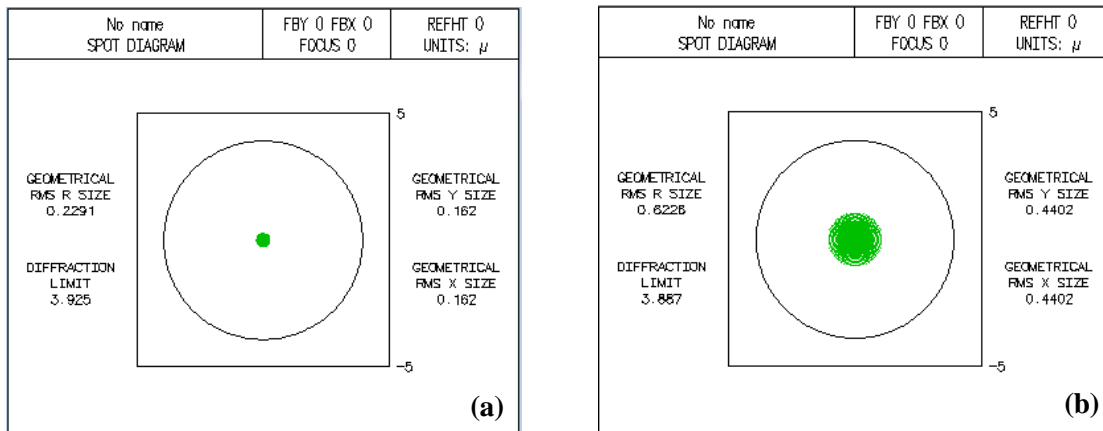 No name
SPOT DIAGRAM
FBY 0 FBX 0
FOCUS 0
REFHT 0
UNITS: μ
5
GEOMETRICAL
RMS R SIZE
0.2291
GEOMETRICAL
RMS Y SIZE
0.162
DIFFRACTION
LIMIT
3.925
GEOMETRICAL
RMS X SIZE
0.162
-5
(a)
No name
SPOT DIAGRAM
FBY 0 FBX 0
FOCUS 0
REFHT 0
UNITS: μ
5
GEOMETRICAL
RMS R SIZE
0.6226
GEOMETRICAL
RMS Y SIZE
0.4402
DIFFRACTION
LIMIT
3.887
GEOMETRICAL
RMS X SIZE
0.4402
-5
(b)